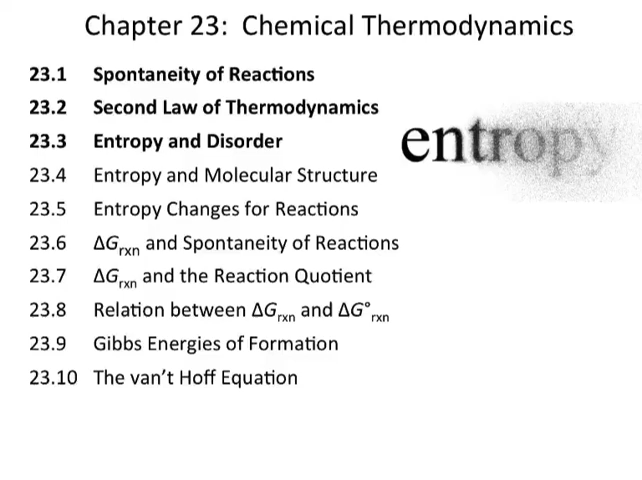 Chapter 23: Chemical Thermodynamics
23.1 Spontaneity of Reactions
23.2 Second Law of Thermodynamics
23.3 Entropy and Disorder
entropy
23.4 Entropy and Molecular Structure
23.5 Entropy Changes for Reactions
23.6 ΔGrxn and Spontaneity of Reactions
23.7 ΔGrxn and the Reaction Quotient
23.8 Relation between ΔGrxn and ΔG°rxn
23.9 Gibbs Energies of Formation
23.10 The van’t Hoff Equation